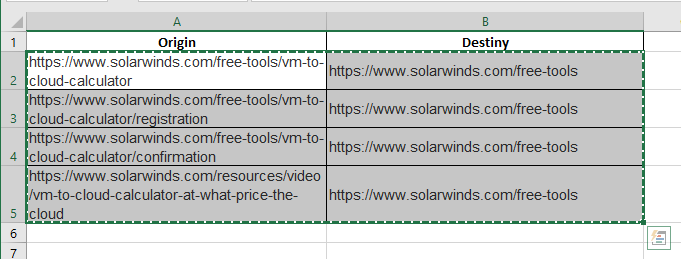 A B
1 Origin Destiny
https://www.solarwinds.com/free-tools/vm-to-
2 cloud-calculator https://www.solarwinds.com/free-tools
https://www.solarwinds.com/free-tools/vm-to-
3 cloud-calculator/registration https://www.solarwinds.com/free-tools
https://www.solarwinds.com/free-tools/vm-to-
4 cloud-calculator/confirmation https://www.solarwinds.com/free-tools
https://www.solarwinds.com/resources/video
/vm-to-cloud-calculator-at-what-price-the- https://www.solarwinds.com/free-tools
5 cloud
6
7